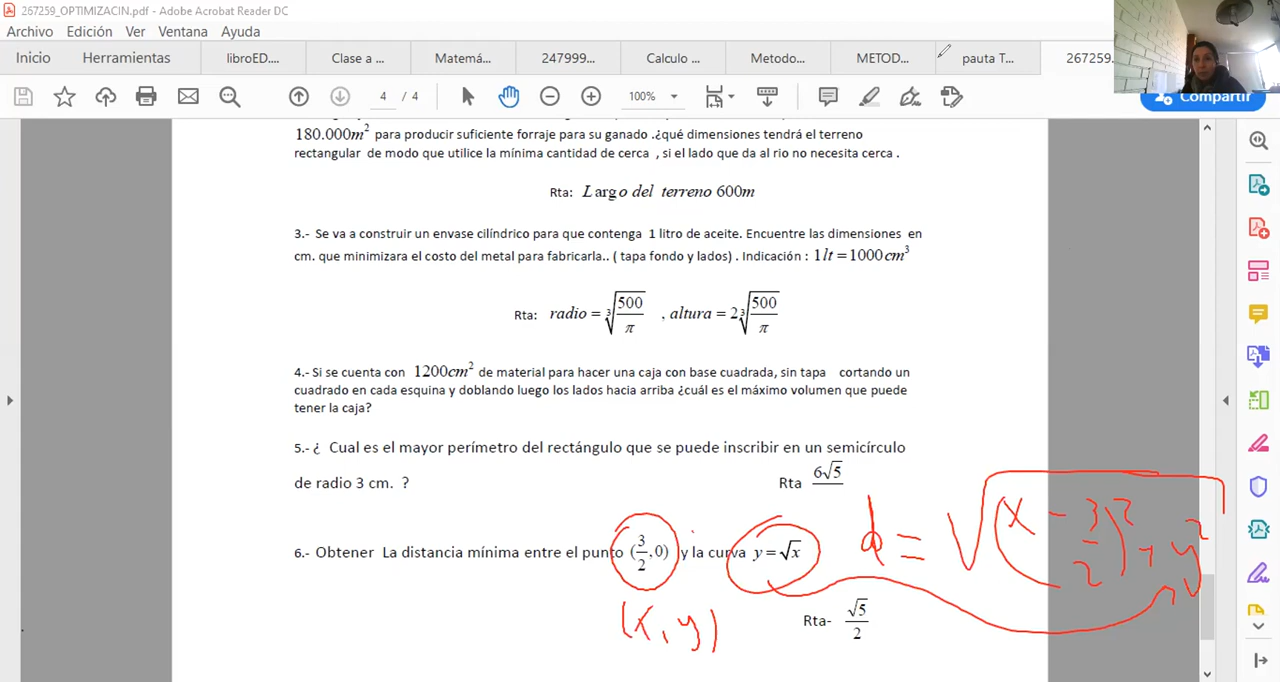 267259_OPTIMIZACIN.pdf - Adobe Acrobat Reader DC
Archivo Edición Ver Ventana Ayuda
Inicio Herramientas libroED.... Clase a ... Matemá... 247999... Calculo ... Metodo... METOD... pauta T... 26725
4 / 4 100% Compartir
180.000m² para producir suficiente forraje para su ganado .¿qué dimensiones tendrá el terreno
rectangular de modo que utilice la mínima cantidad de cerca , si el lado que da al rio no necesita cerca .
Rta: Largo del terreno 600m
3.- Se va a construir un envase cilíndrico para que contenga 1 litro de aceite. Encuentre las dimensiones en
cm. que minimizara el costo del metal para fabricarla.. ( tapa fondo y lados) . Indicación : 1lt = 1000cm³
Rta: radio = ∛(500/π) , altura = 2∛(500/π)
4.- Si se cuenta con 1200cm² de material para hacer una caja con base cuadrada, sin tapa cortando un
cuadrado en cada esquina y doblando luego los lados hacia arriba ¿cuál es el máximo volumen que puede
tener la caja?
5.- ¿ Cual es el mayor perímetro del rectángulo que se puede inscribir en un semicírculo
de radio 3 cm. ? Rta 6√5
6.- Obtener La distancia mínima entre el punto (3/2,0) y la curva y = √x
d = √((x - 3/2)² + y²)
(x, y)
Rta- √5/2